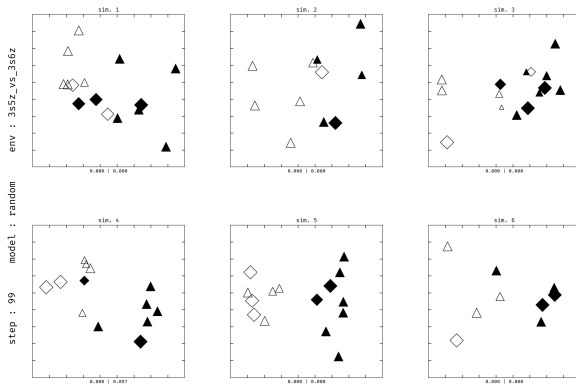 env : 3s5z_vs_3s6z
model : random
step : 99
sim. 1
0.000 | 0.000
sim. 2
0.000 | 0.000
sim. 3
0.000 | 0.000
sim. 4
0.000 | 0.097
sim. 5
0.000 | 0.000
sim. 6
0.000 | 0.000